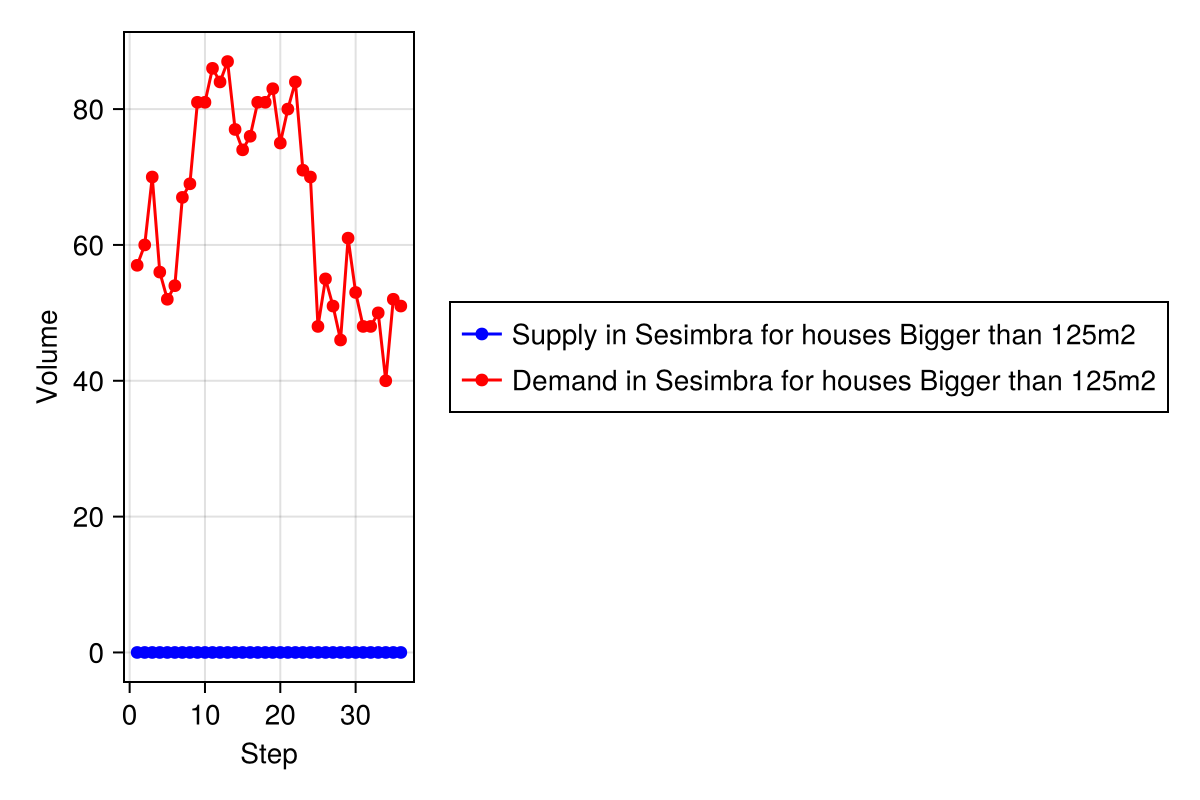 80
60
40
20
0
Volume
0 10 20 30
Step
Supply in Sesimbra for houses Bigger than 125m2
Demand in Sesimbra for houses Bigger than 125m2